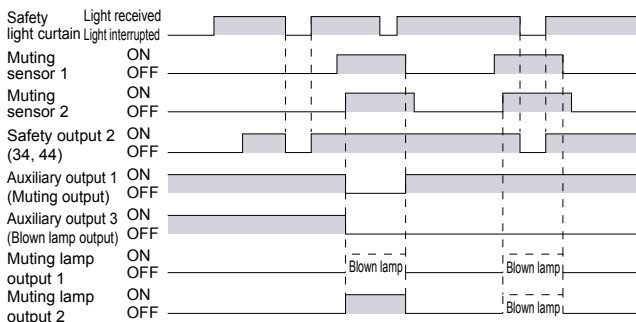 Safety Light received
light curtain Light interrupted
Muting ON
sensor 1 OFF
Muting ON
sensor 2 OFF
Safety output 2 ON
(34, 44) OFF
Auxiliary output 1 ON
(Muting output) OFF
Auxiliary output 3 ON
(Blown lamp output) OFF
Muting lamp ON
output 1 OFF Blown lamp Blown lamp
Muting lamp ON
output 2 OFF Blown lamp